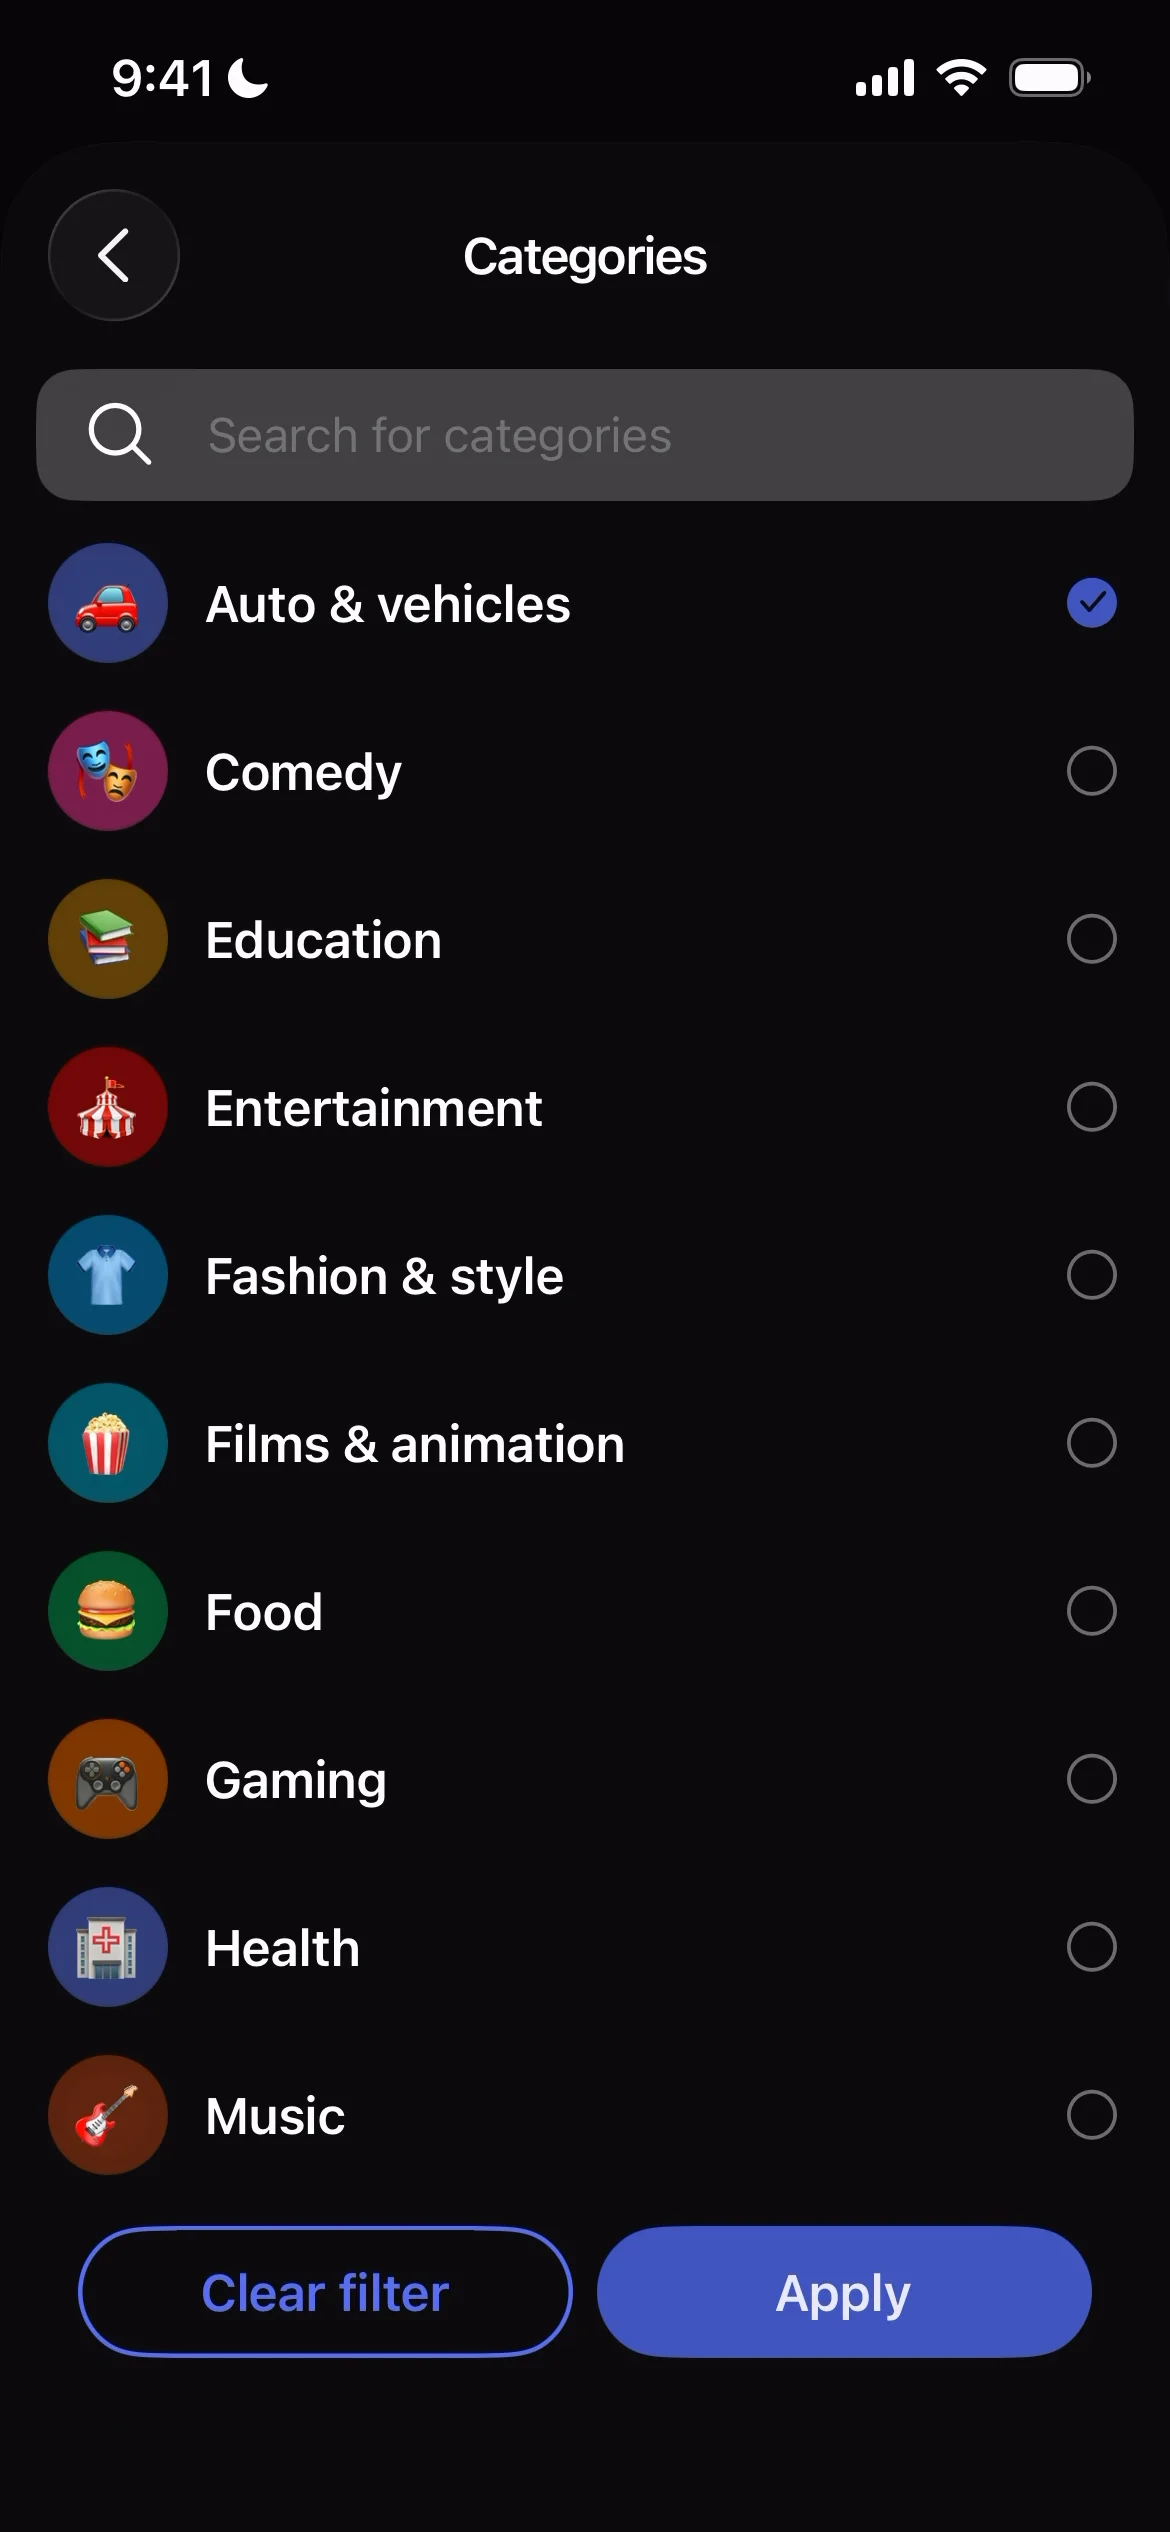 9:41
Categories
Search for categories
Auto & vehicles
Comedy
Education
Entertainment
Fashion & style
Films & animation
Food
Gaming
Health
Music
Clear filter
Apply